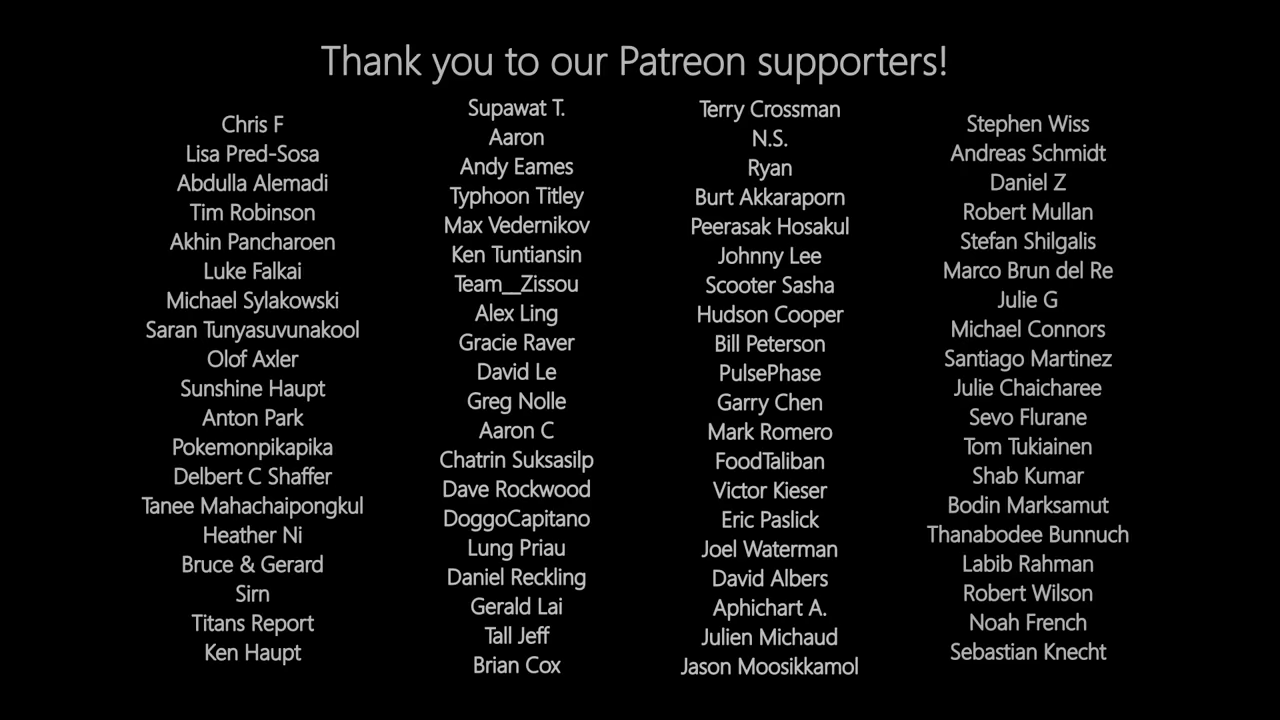 Thank you to our Patreon supporters!
Chris F
Lisa Pred-Sosa
Abdulla Alemadi
Tim Robinson
Akhin Pancharoen
Luke Falkai
Michael Sylakowski
Saran Tunyasuvunakool
Olof Axler
Sunshine Haupt
Anton Park
Pokemonpikapika
Delbert C Shaffer
Tanee Mahachaipongkul
Heather Ni
Bruce & Gerard
Sirn
Titans Report
Ken Haupt
Supawat T.
Aaron
Andy Eames
Typhoon Titley
Max Vedernikov
Ken Tuntiansin
Team__Zissou
Alex Ling
Gracie Raver
David Le
Greg Nolle
Aaron C
Chatrin Suksasilp
Dave Rockwood
DoggoCapitano
Lung Priau
Daniel Reckling
Gerald Lai
Tall Jeff
Brian Cox
Terry Crossman
N.S.
Ryan
Burt Akkaraporn
Peerasak Hosakul
Johnny Lee
Scooter Sasha
Hudson Cooper
Bill Peterson
PulsePhase
Garry Chen
Mark Romero
FoodTaliban
Victor Kieser
Eric Paslick
Joel Waterman
David Albers
Aphichart A.
Julien Michaud
Jason Moosikkamol
Stephen Wiss
Andreas Schmidt
Daniel Z
Robert Mullan
Stefan Shilgalis
Marco Brun del Re
Julie G
Michael Connors
Santiago Martinez
Julie Chaicharee
Sevo Flurane
Tom Tukiainen
Shab Kumar
Bodin Marksamut
Thanabodee Bunnuch
Labib Rahman
Robert Wilson
Noah French
Sebastian Knecht